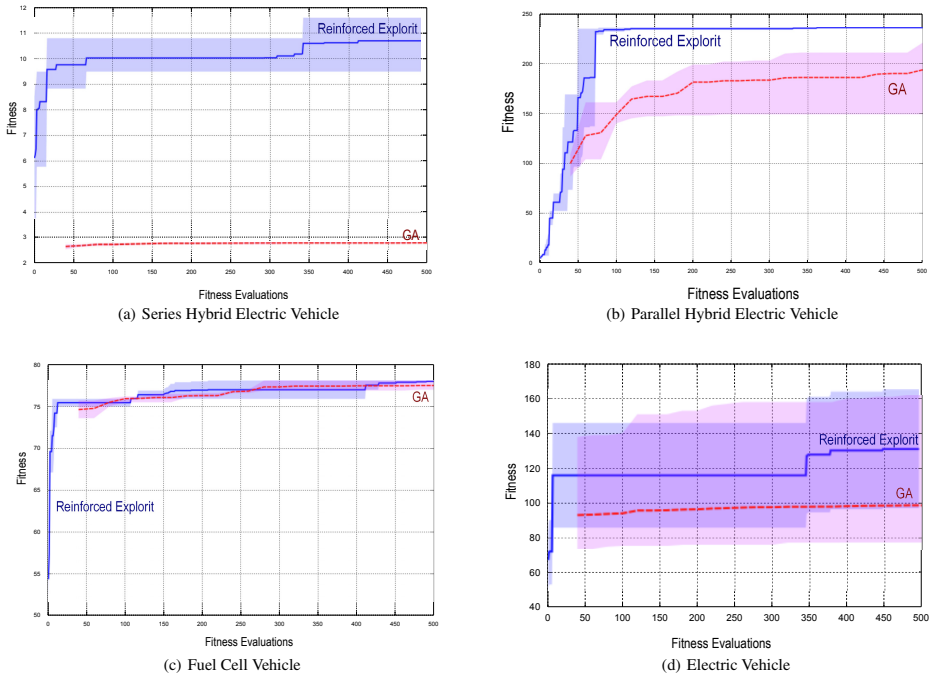 12
11
10
9
8
7
6
5
4
3
2
Fitness
Reinforced Explorit
GA
0 50 100 150 200 250 300 350 400 450 500
Fitness Evaluations
(a) Series Hybrid Electric Vehicle
250
200
150
100
50
0
Fitness
Reinforced Explorit
GA
0 50 100 150 200 250 300 350 400 450 500
Fitness Evaluations
(b) Parallel Hybrid Electric Vehicle
80
75
70
65
60
55
50
Fitness
GA
Reinforced Explorit
0 50 100 150 200 250 300 350 400 450 500
Fitness Evaluations
(c) Fuel Cell Vehicle
180
160
140
120
100
80
60
40
Fitness
Reinforced Explorit
GA
0 50 100 150 200 250 300 350 400 450 500
Fitness Evaluations
(d) Electric Vehicle